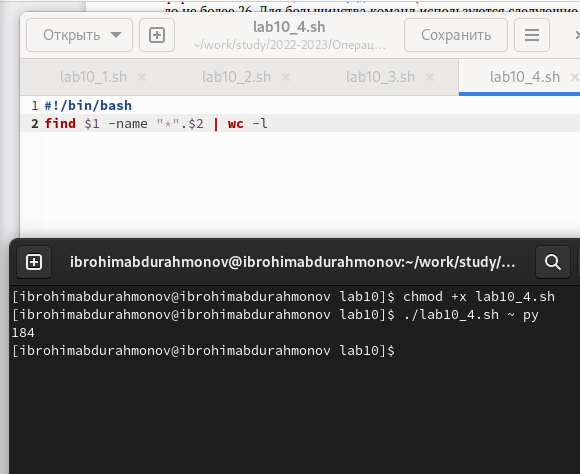 до не более 26. Для большинства команд используются следующие
Открыть
lab10_4.sh
~/work/study/2022-2023/Операц...
Сохранить
lab10_1.sh × lab10_2.sh × lab10_3.sh × lab10_4.sh ×
1 #!/bin/bash
2 find $1 -name "*".$2 | wc -l
ibrohimabdurahmonov@ibrohimabdurahmonov:~/work/study/...
[ibrohimabdurahmonov@ibrohimabdurahmonov lab10]$ chmod +x lab10_4.sh
[ibrohimabdurahmonov@ibrohimabdurahmonov lab10]$ ./lab10_4.sh ~ py
184
[ibrohimabdurahmonov@ibrohimabdurahmonov lab10]$